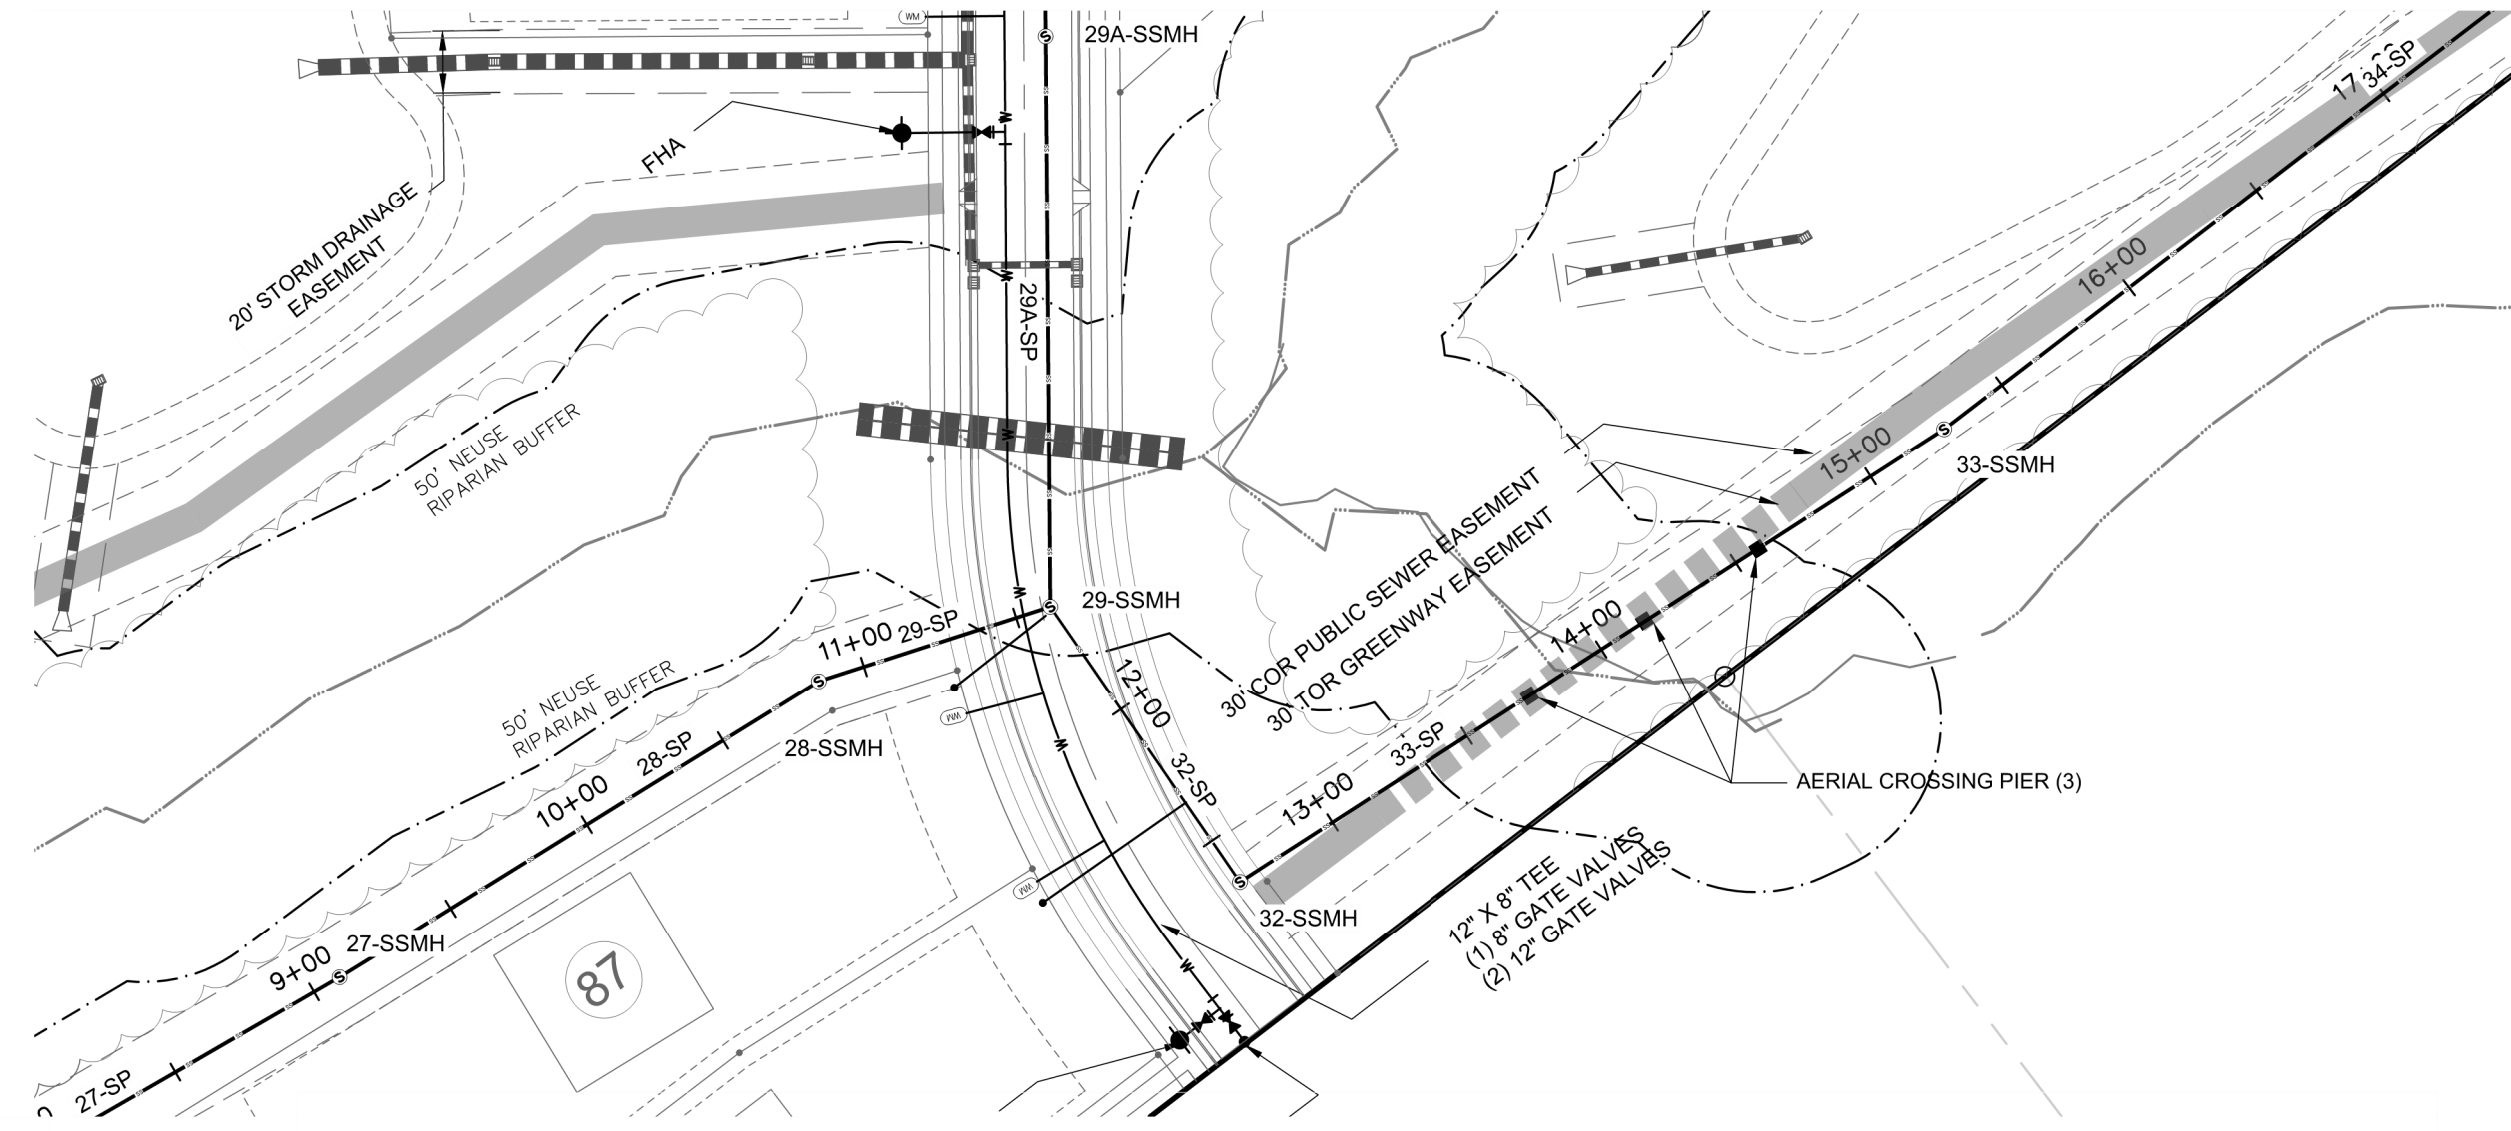 WM
29A-SSMH
34-SP
FHA
20' STORM DRAINAGE
EASEMENT
29A-SP
16+00
50' NEUSE
RIPARIAN BUFFER
15+00
33-SSMH
30' COR PUBLIC SEWER EASEMENT
30' TOR GREENWAY EASEMENT
29-SSMH
14+00
11+00
29-SP
50' NEUSE
RIPARIAN BUFFER
12+00
WM
28-SP
28-SSMH
33-SP
32-SP
AERIAL CROSSING PIER (3)
10+00
13+00
WM
32-SSMH
12" X 8" TEE
(1) 8" GATE VALVES
(2) 12" GATE VALVES
27-SSMH
9+00
87
27-SP